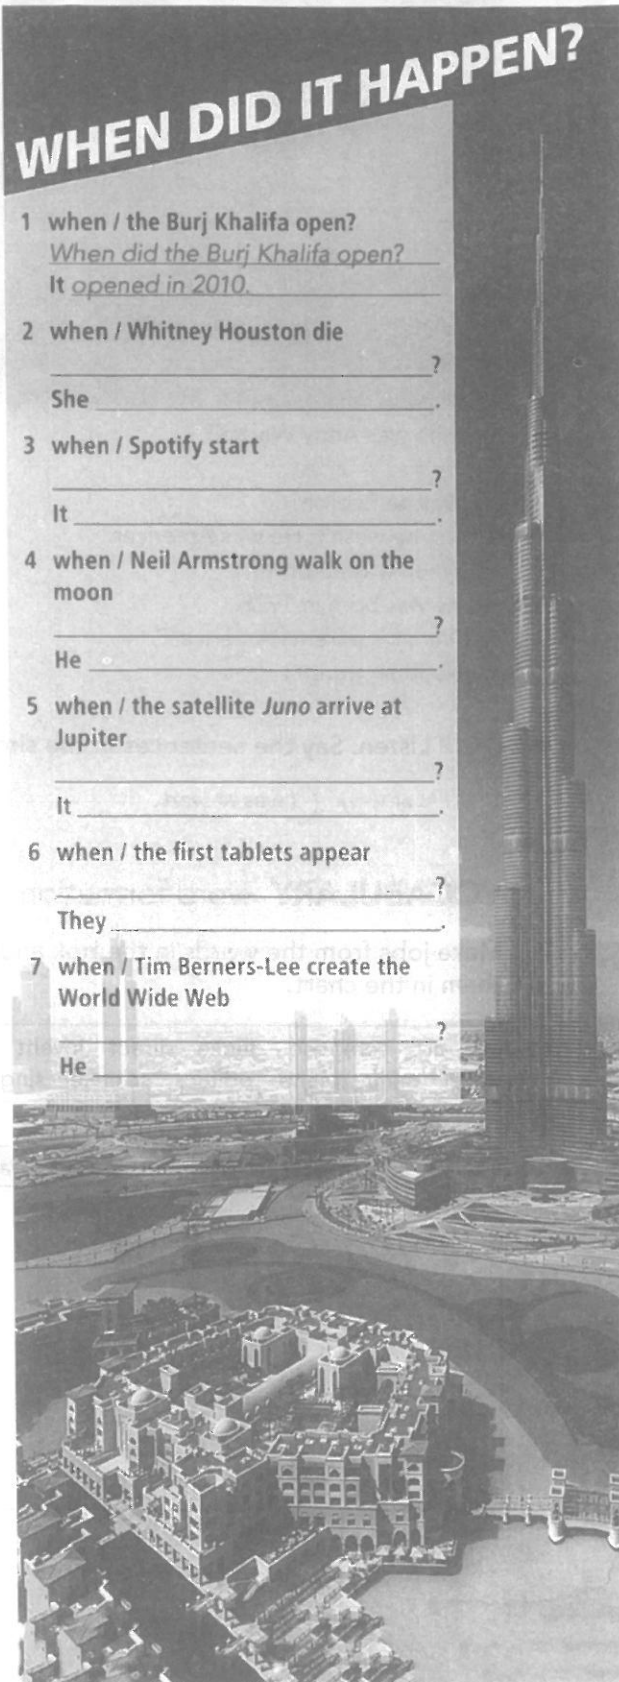 WHEN DID IT HAPPEN?
1 when / the Burj Khalifa open?
When did the Burj Khalifa open?
It opened in 2010.
2 when / Whitney Houston die
?
She .
3 when / Spotify start
?
It .
4 when / Neil Armstrong walk on the
moon
?
He .
5 when / the satellite Juno arrive at
Jupiter
?
It .
6 when / the first tablets appear
?
They .
7 when / Tim Berners-Lee create the
World Wide Web
?
He .